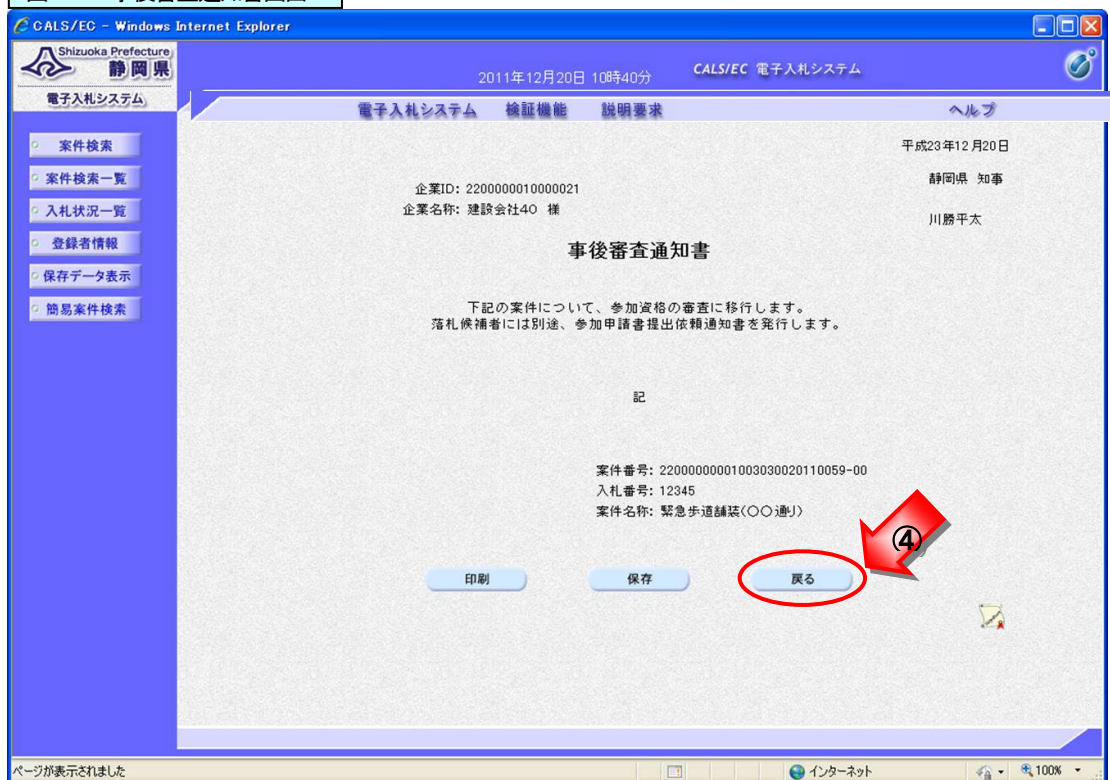 CALS/EC - Windows Internet Explorer
Shizuoka Prefecture
静岡県
電子入札システム
2011年12月20日 10時40分
CALS/EC 電子入札システム
電子入札システム 検証機能 説明要求 ヘルプ
案件検索
案件検索一覧
入札状況一覧
登録者情報
保存データ表示
簡易案件検索
平成23年12月20日
静岡県 知事
企業ID: 2200000010000021
企業名称: 建設会社40 様
川勝平太
事後審査通知書
下記の案件について、参加資格の審査に移行します。
落札候補者には別途、参加申請書提出依頼通知書を発行します。
記
案件番号: 22000000001003030020110059-00
入札番号: 12345
案件名称: 緊急歩道舗装(〇〇通り)
④
印刷 保存 戻る
ページが表示されました
インターネット
100%